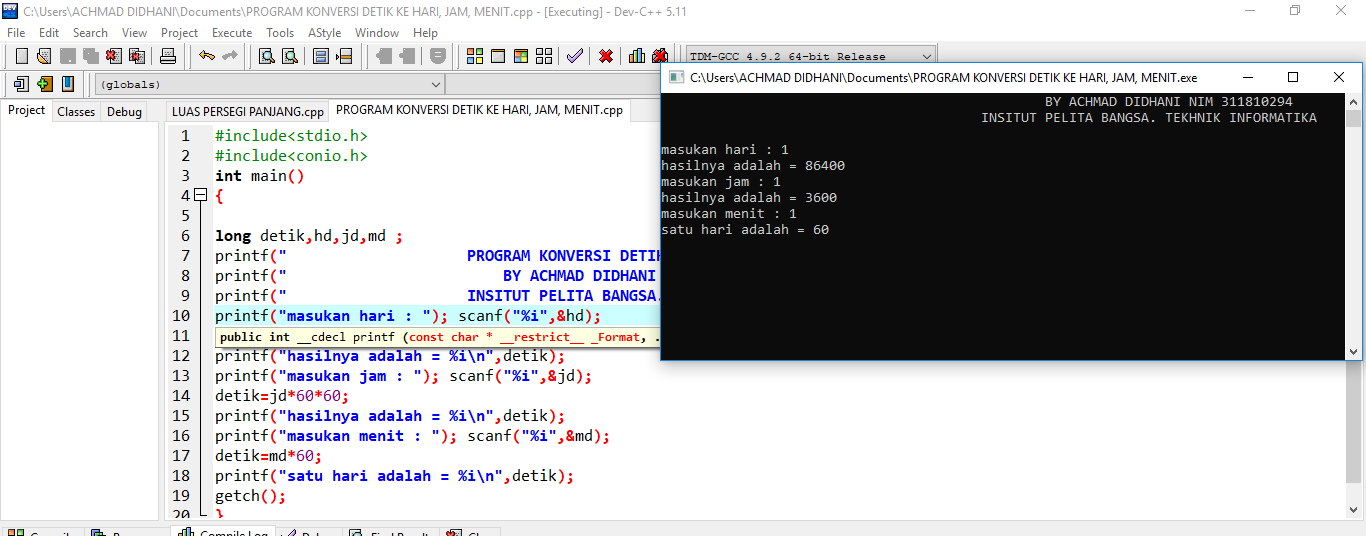 C:\Users\ACHMAD DIDHANI\Documents\PROGRAM KONVERSI DETIK KE HARI, JAM, MENIT.cpp - [Executing] - Dev-C++ 5.11
File Edit Search View Project Execute Tools AStyle Window Help
TDM-GCC 4.9.2 64-bit Release
(globals)
Project Classes Debug
LUAS PERSEGI PANJANG.cpp PROGRAM KONVERSI DETIK KE HARI, JAM, MENIT.cpp
1 #include<stdio.h>
2 #include<conio.h>
3 int main()
4 {
5
6 long detik,hd,jd,md ;
7 printf(" PROGRAM KONVERSI DETIK
8 printf(" BY ACHMAD DIDHANI
9 printf(" INSITUT PELITA BANGSA.
10 printf("masukan hari : "); scanf("%i",&hd);
11 public int __cdecl printf (const char * __restrict__ _Format, .
12 printf("hasilnya adalah = %i\n",detik);
13 printf("masukan jam : "); scanf("%i",&jd);
14 detik=jd*60*60;
15 printf("hasilnya adalah = %i\n",detik);
16 printf("masukan menit : "); scanf("%i",&md);
17 detik=md*60;
18 printf("satu hari adalah = %i\n",detik);
19 getch();
20 }
C:\Users\ACHMAD DIDHANI\Documents\PROGRAM KONVERSI DETIK KE HARI, JAM, MENIT.exe
BY ACHMAD DIDHANI NIM 311810294
INSITUT PELITA BANGSA. TEKHNIK INFORMATIKA
masukan hari : 1
hasilnya adalah = 86400
masukan jam : 1
hasilnya adalah = 3600
masukan menit : 1
satu hari adalah = 60
Compile Log